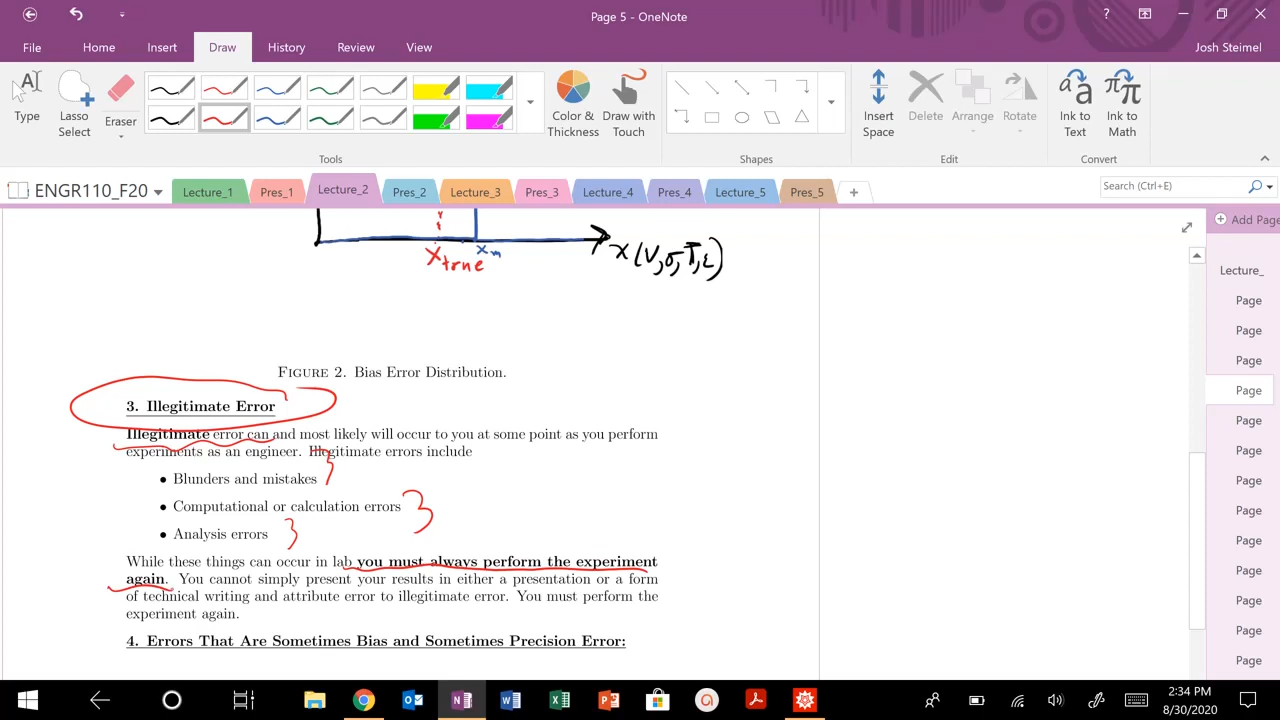 Page 5 - OneNote
?
File
Home
Insert
Draw
History
Review
View
Josh Steimel
Type
Lasso Select
Eraser
Color & Thickness
Draw with Touch
Insert Space
Delete
Arrange
Rotate
Ink to Text
Ink to Math
Tools
Shapes
Edit
Convert
ENGR110_F20
Lecture_1
Pres_1
Lecture_2
Pres_2
Lecture_3
Pres_3
Lecture_4
Pres_4
Lecture_5
Pres_5
Search (Ctrl+E)
Add Page
Lecture_
Page
Page
Page
Page
Page
Page
Page
Page
Page
Page
Page
Page
Page
x true
x m
x (V, σ, T, ε)
FIGURE 2. Bias Error Distribution.
3. Illegitimate Error
Illegitimate error can and most likely will occur to you at some point as you perform
experiments as an engineer. Illegitimate errors include
• Blunders and mistakes
• Computational or calculation errors
• Analysis errors
While these things can occur in lab you must always perform the experiment
again. You cannot simply present your results in either a presentation or a form
of technical writing and attribute error to illegitimate error. You must perform the
experiment again.
4. Errors That Are Sometimes Bias and Sometimes Precision Error:
2:34 PM
8/30/2020